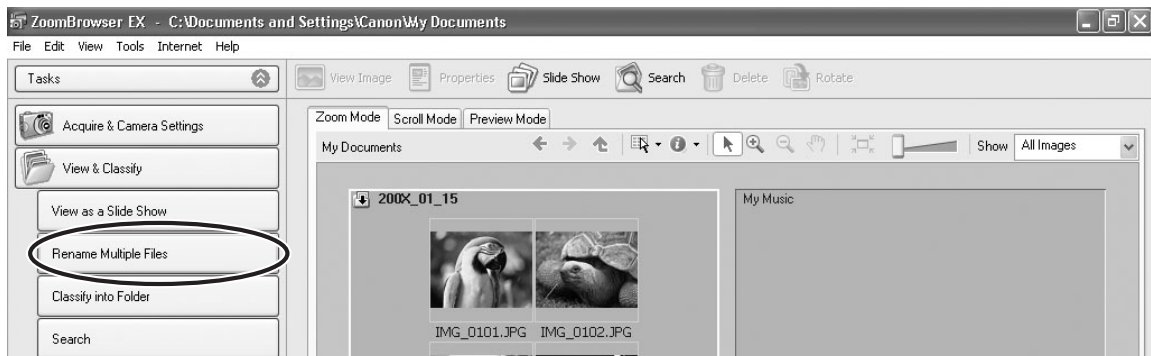 ZoomBrowser EX - C:\Documents and Settings\Canon\My Documents
File Edit View Tools Internet Help
Tasks
View Image Properties Slide Show Search Delete Rotate
Acquire & Camera Settings
Zoom Mode Scroll Mode Preview Mode
My Documents
Show All Images
View & Classify
View as a Slide Show
200X_01_15
My Music
Rename Multiple Files
Classify into Folder
Search
IMG_0101.JPG IMG_0102.JPG